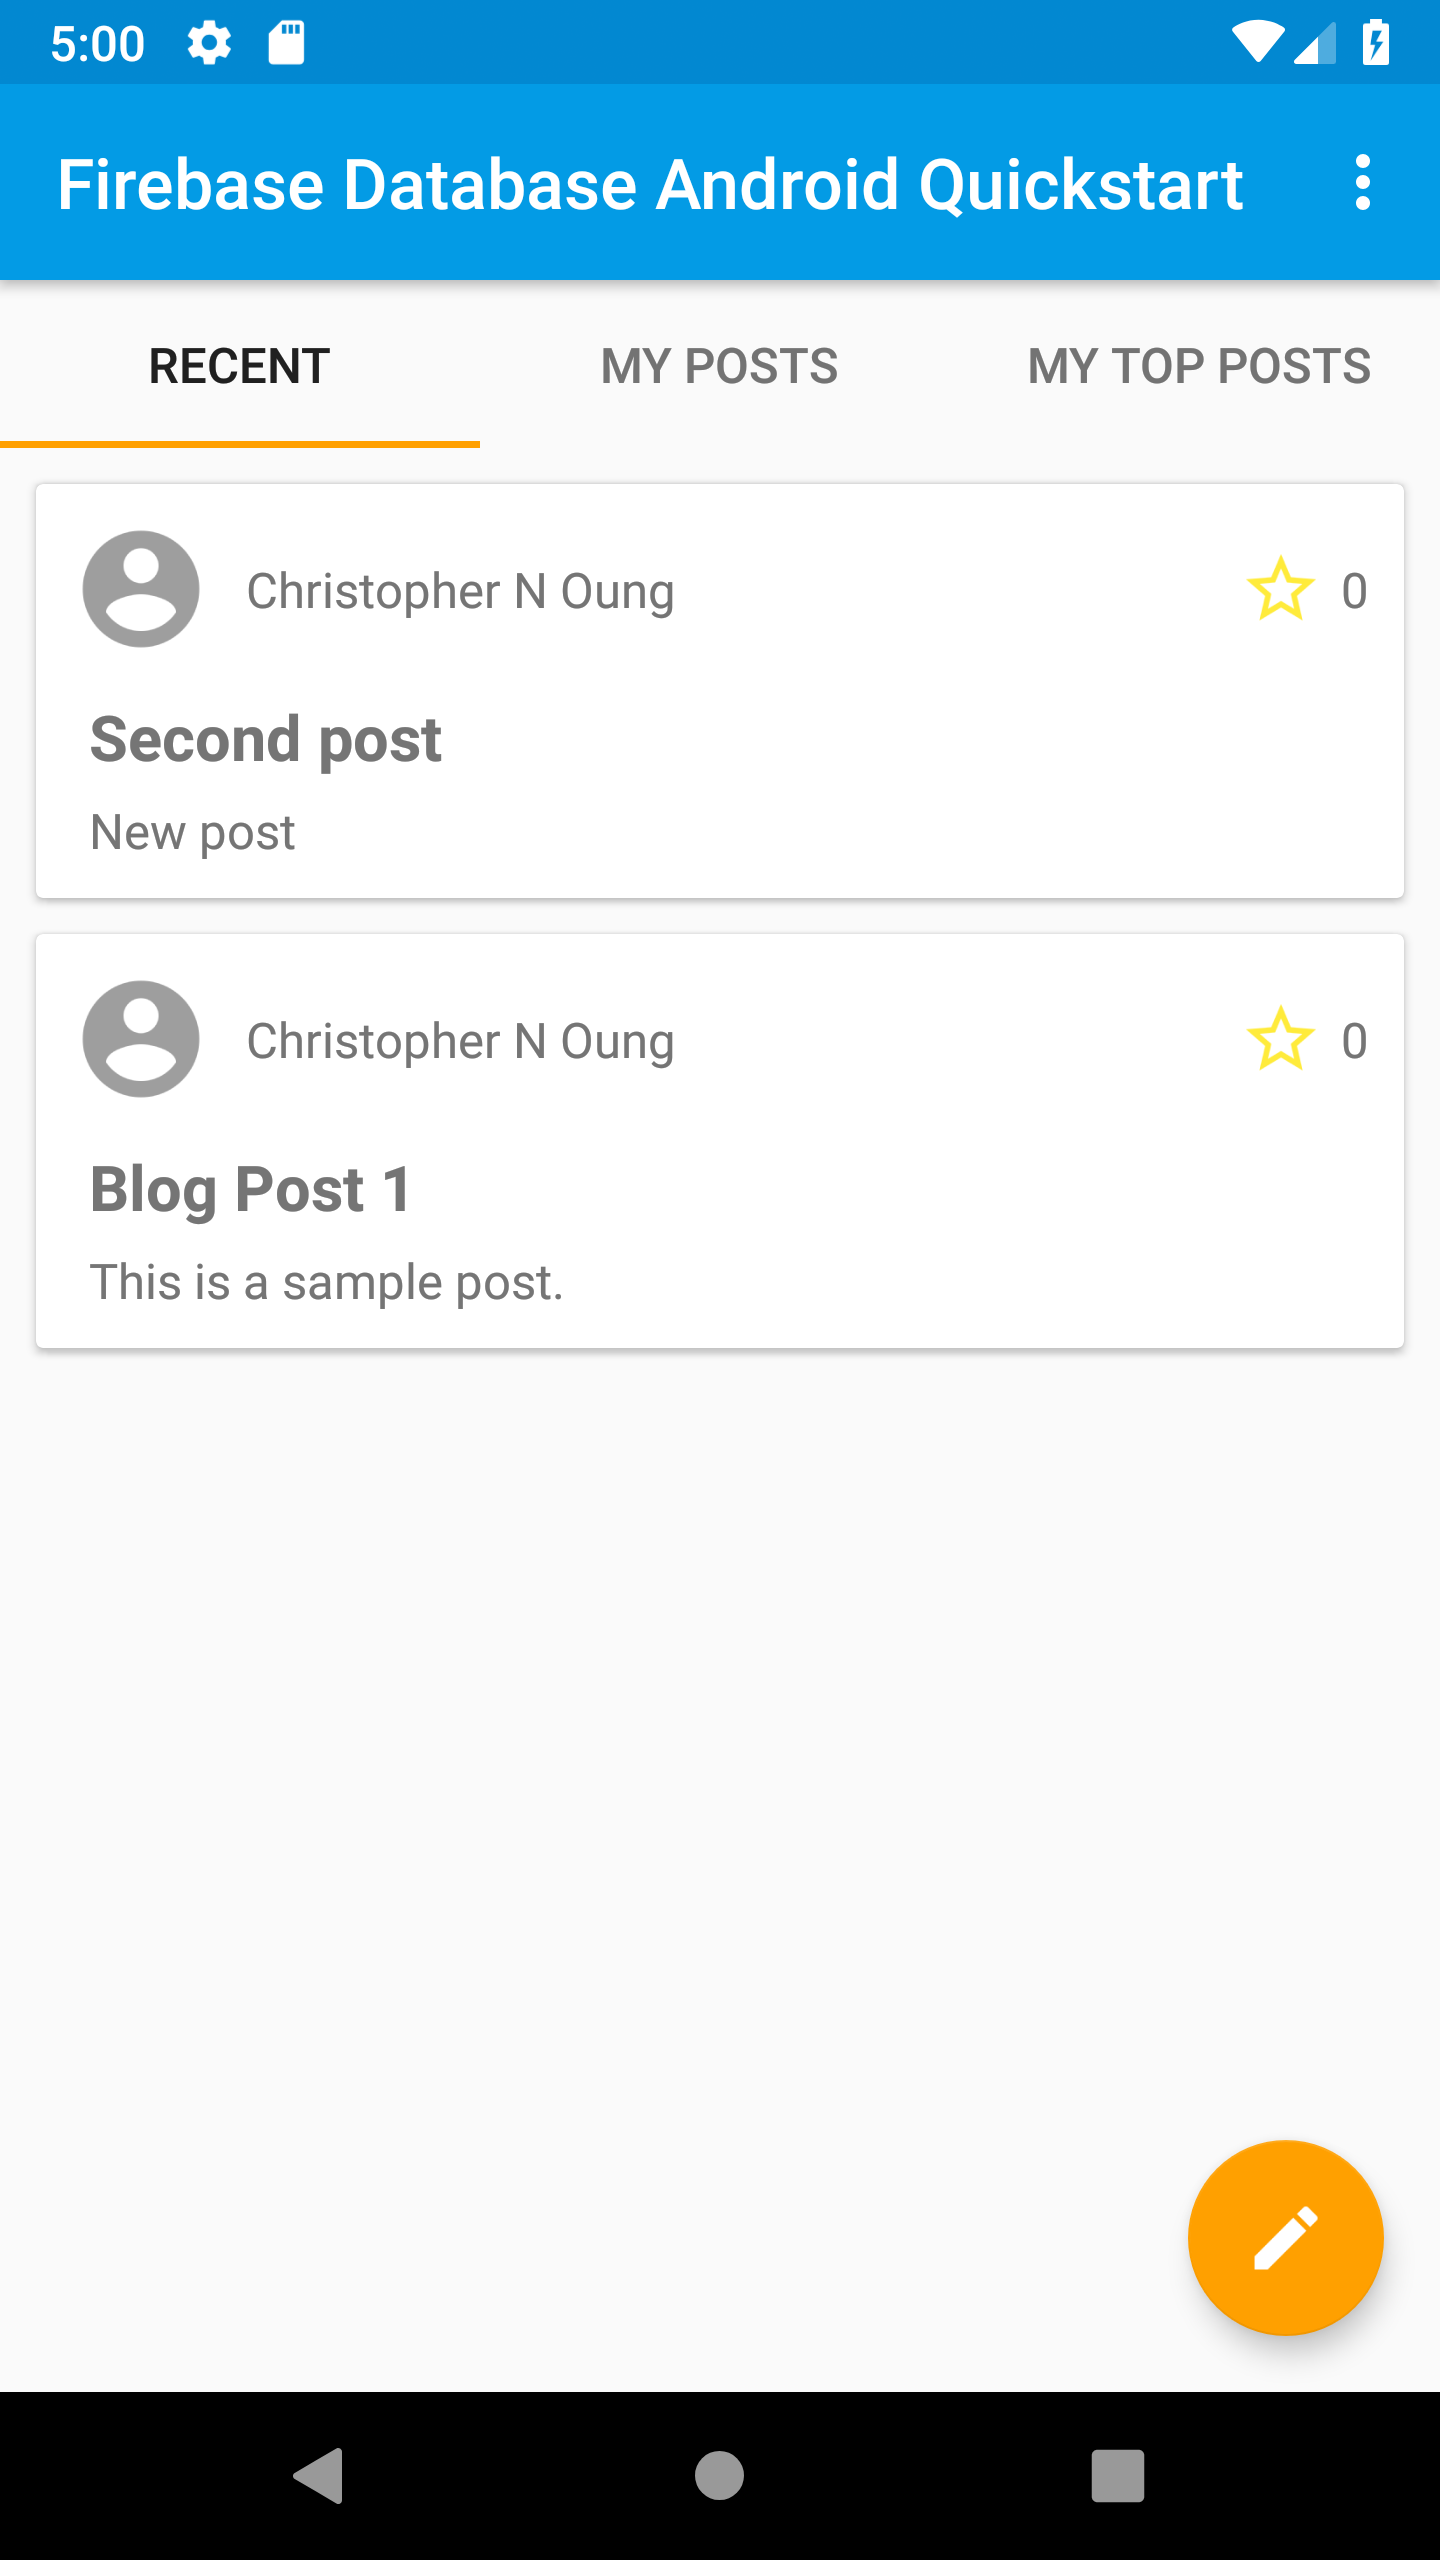 5:00
Firebase Database Android Quickstart
RECENT MY POSTS MY TOP POSTS
Christopher N Oung 0
Second post
New post
Christopher N Oung 0
Blog Post 1
This is a sample post.